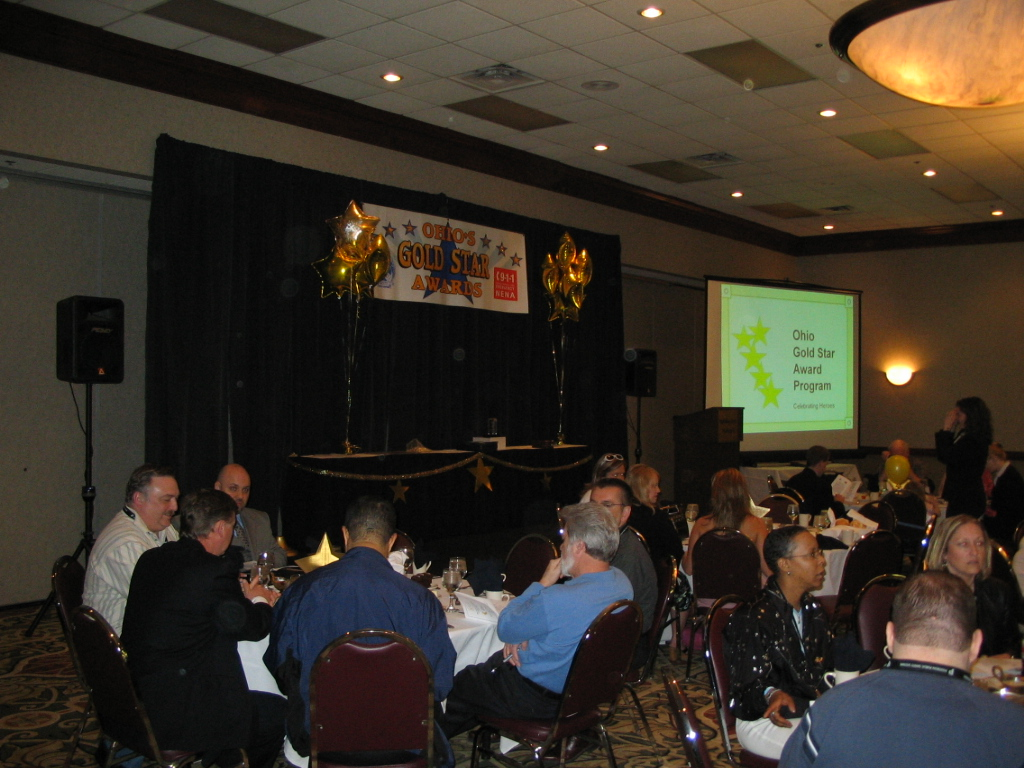 OHIO'S
GOLD STAR
AWARDS
9-1-1
NENA
Ohio
Gold Star
Award
Program
Celebrating Heroes